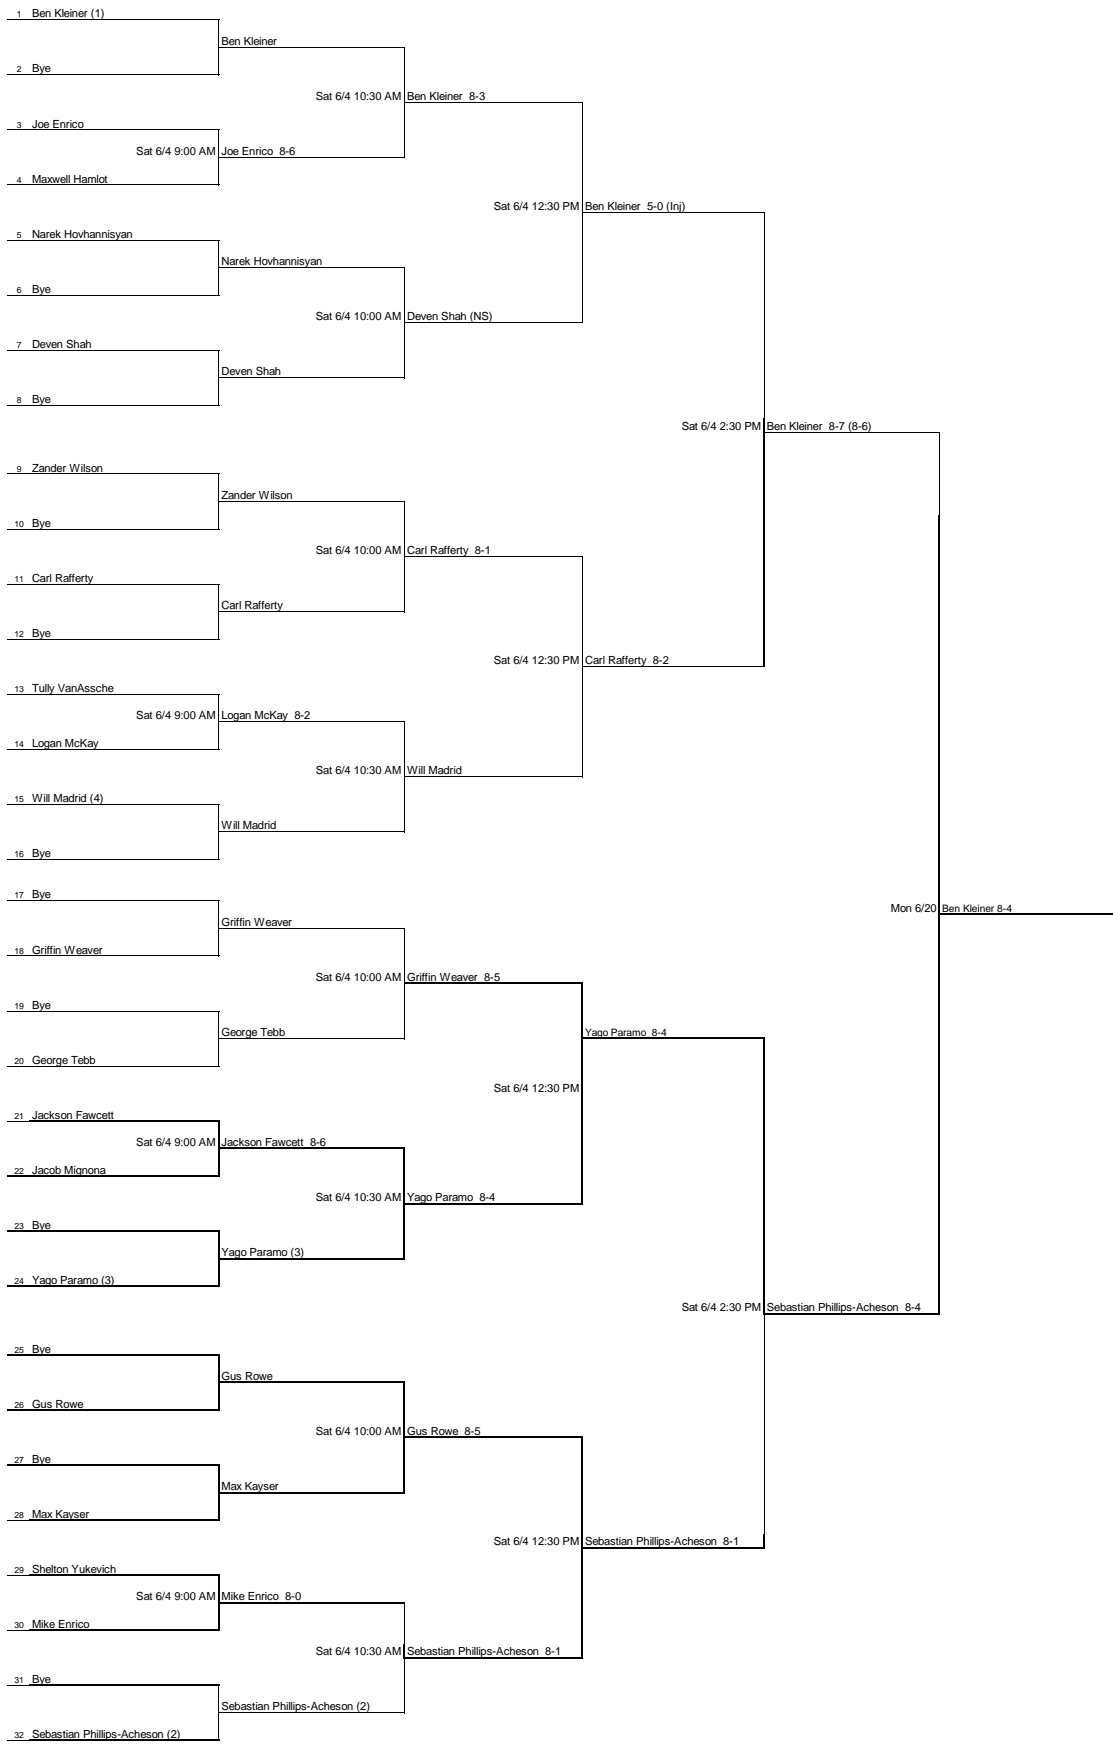 1 Ben Kleiner (1)
Ben Kleiner
2 Bye
Sat 6/4 10:30 AM Ben Kleiner 8-3
3 Joe Enrico
Sat 6/4 9:00 AM Joe Enrico 8-6
4 Maxwell Hamlot
Sat 6/4 12:30 PM Ben Kleiner 5-0 (Inj)
5 Narek Hovhannisyan
Narek Hovhannisyan
6 Bye
Sat 6/4 10:00 AM Deven Shah (NS)
7 Deven Shah
Deven Shah
8 Bye
Sat 6/4 2:30 PM Ben Kleiner 8-7 (8-6)
9 Zander Wilson
Zander Wilson
10 Bye
Sat 6/4 10:00 AM Carl Rafferty 8-1
11 Carl Rafferty
Carl Rafferty
12 Bye
Sat 6/4 12:30 PM Carl Rafferty 8-2
13 Tully VanAssche
Sat 6/4 9:00 AM Logan McKay 8-2
14 Logan McKay
Sat 6/4 10:30 AM Will Madrid
15 Will Madrid (4)
Will Madrid
16 Bye
17 Bye
Mon 6/20 Ben Kleiner 8-4
Griffin Weaver
18 Griffin Weaver
Sat 6/4 10:00 AM Griffin Weaver 8-5
19 Bye
George Tebb
Yago Paramo 8-4
20 George Tebb
Sat 6/4 12:30 PM
21 Jackson Fawcett
Sat 6/4 9:00 AM Jackson Fawcett 8-6
22 Jacob Mignona
Sat 6/4 10:30 AM Yago Paramo 8-4
23 Bye
Yago Paramo (3)
24 Yago Paramo (3)
Sat 6/4 2:30 PM Sebastian Phillips-Acheson 8-4
25 Bye
Gus Rowe
26 Gus Rowe
Sat 6/4 10:00 AM Gus Rowe 8-5
27 Bye
Max Kayser
28 Max Kayser
Sat 6/4 12:30 PM Sebastian Phillips-Acheson 8-1
29 Shelton Yukevich
Sat 6/4 9:00 AM Mike Enrico 8-0
30 Mike Enrico
Sat 6/4 10:30 AM Sebastian Phillips-Acheson 8-1
31 Bye
Sebastian Phillips-Acheson (2)
32 Sebastian Phillips-Acheson (2)